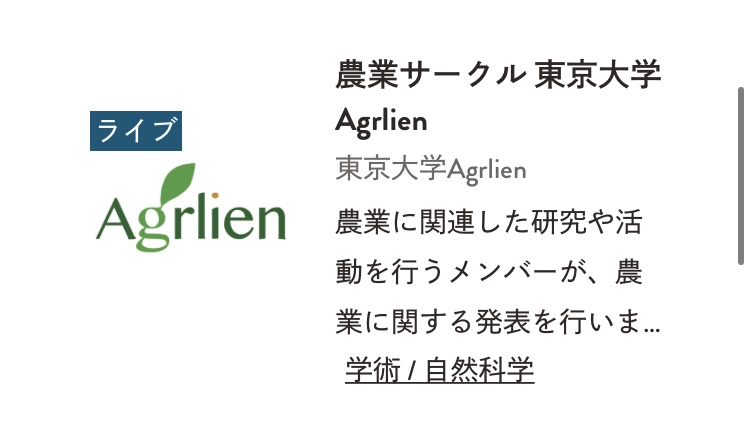 ライブ
Agrlien
農業サークル 東京大学
Agrlien
東京大学Agrlien
農業に関連した研究や活
動を行うメンバーが、農
業に関する発表を行いま...
学術 / 自然科学